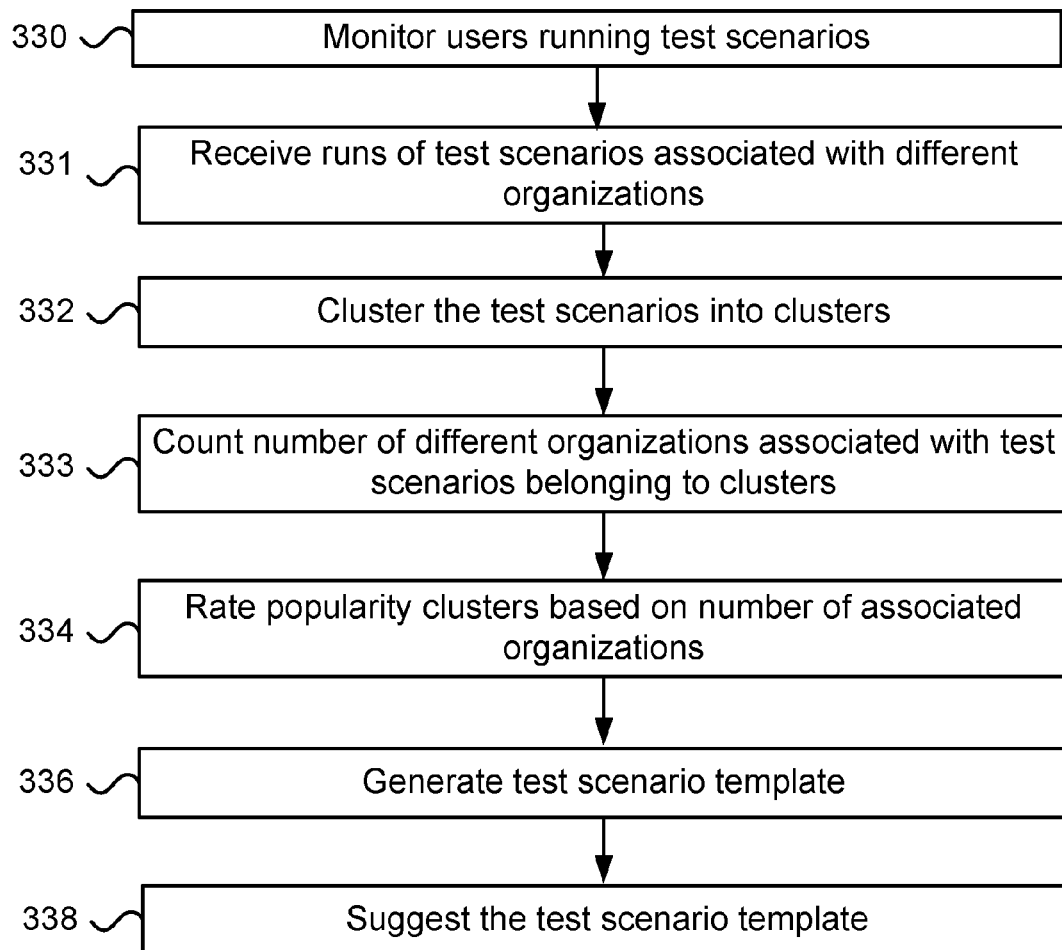 330 Monitor users running test scenarios
331 Receive runs of test scenarios associated with different
organizations
332 Cluster the test scenarios into clusters
333 Count number of different organizations associated with test
scenarios belonging to clusters
334 Rate popularity clusters based on number of associated
organizations
336 Generate test scenario template
338 Suggest the test scenario template